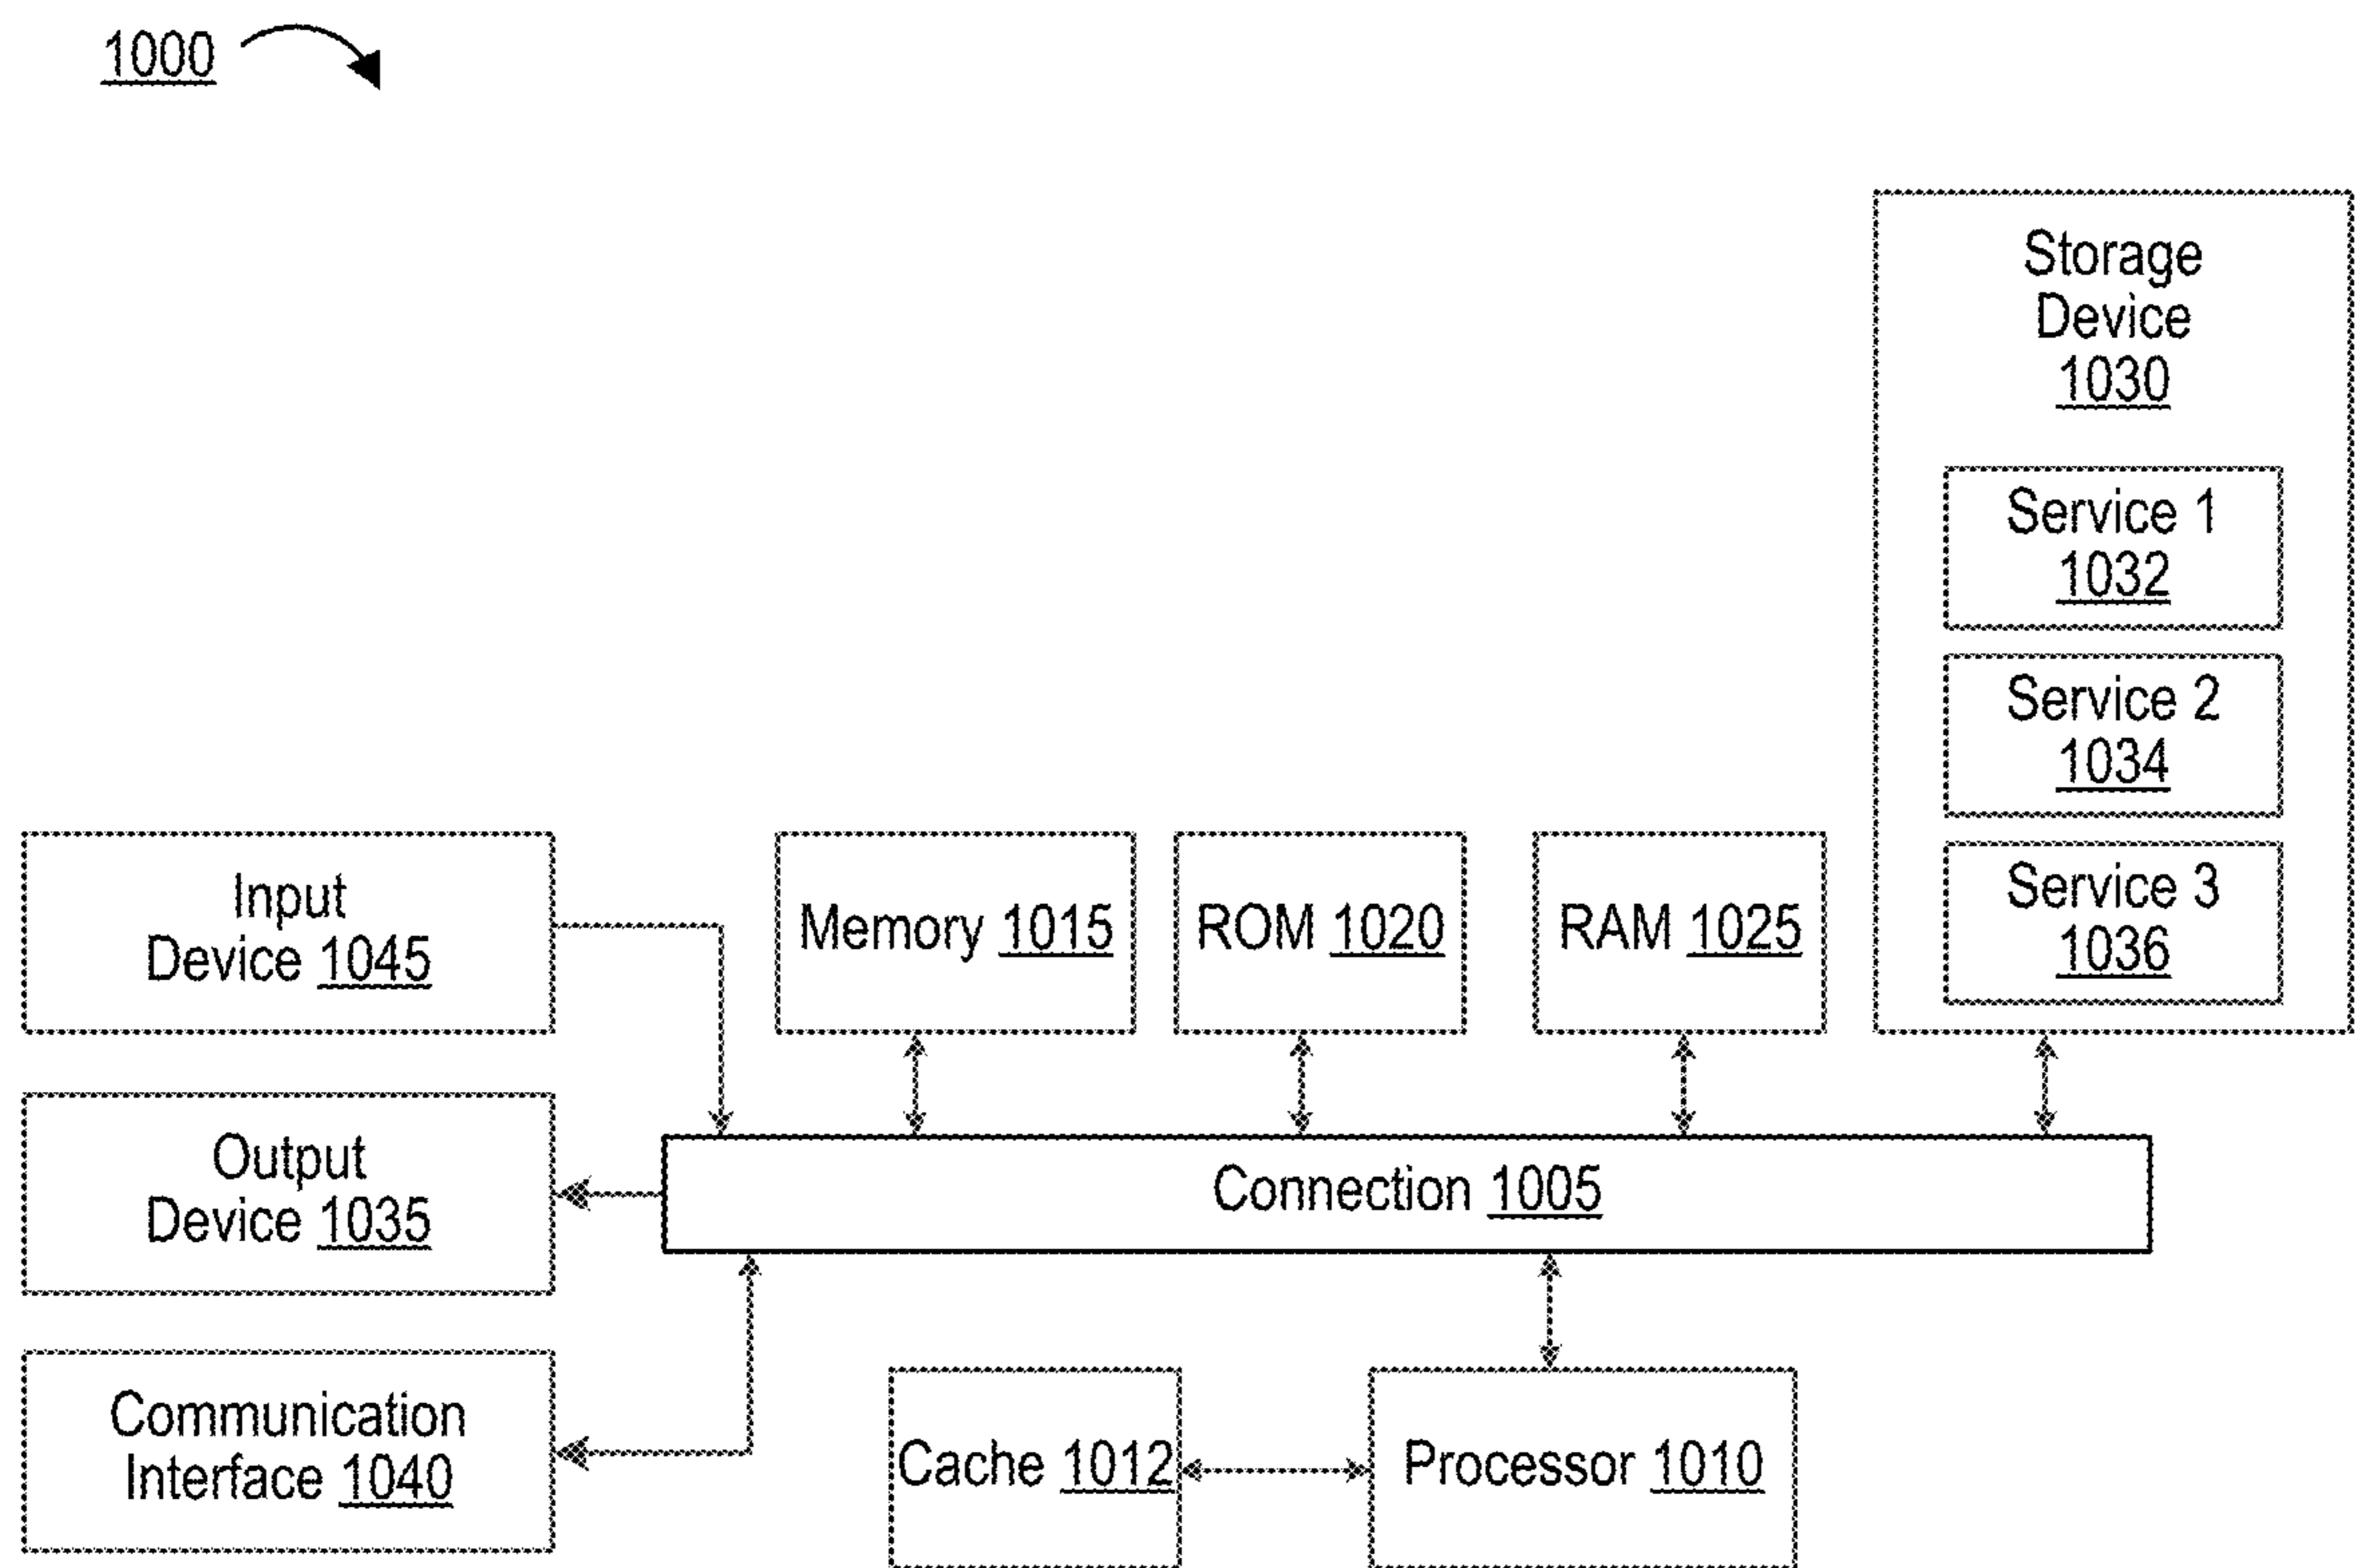 1000
Storage
Device
1030
Service 1
1032
Service 2
1034
Service 3
1036
Input
Device 1045
Memory 1015
ROM 1020
RAM 1025
Output
Device 1035
Connection 1005
Communication
Interface 1040
Cache 1012
Processor 1010